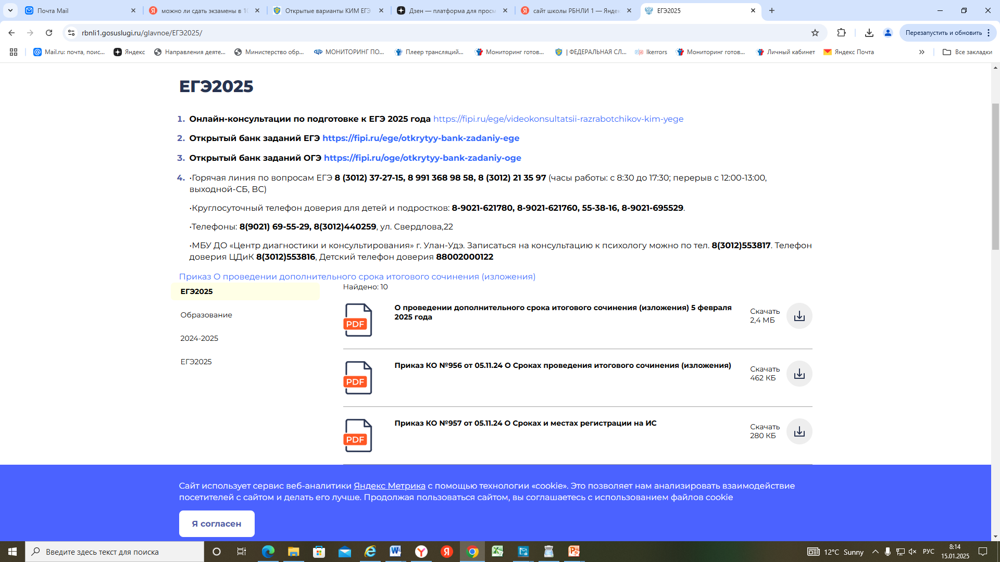 Почта Mail
можно ли сдать экзамены в 10
Открытые варианты КИМ ЕГЭ
Дзен — платформа для просм
сайт школы РБНЛИ 1 — Яндек
ЕГЭ2025
rbnli1.gosuslugi.ru/glavnoe/ЕГЭ2025/
Перезапустить и обновить
Mail.ru: почта, поис...
Яндекс
Направления деяте...
Министерство обр...
МОНИТОРИНГ ПО...
Плеер трансляций...
Мониторинг готов...
| ФЕДЕРАЛЬНАЯ СЛ...
lkerrors
Мониторинг готов...
Личный кабинет
Яндекс Почта
Все закладки
ЕГЭ2025
1. Онлайн-консультации по подготовке к ЕГЭ 2025 года https://fipi.ru/ege/videokonsultatsii-razrabotchikov-kim-yege
2. Открытый банк заданий ЕГЭ https://fipi.ru/ege/otkrytyy-bank-zadaniy-ege
3. Открытый банк заданий ОГЭ https://fipi.ru/oge/otkrytyy-bank-zadaniy-oge
4. •Горячая линия по вопросам ЕГЭ 8 (3012) 37-27-15, 8 991 368 98 58, 8 (3012) 21 35 97 (часы работы: с 8:30 до 17:30; перерыв с 12:00-13:00,
выходной-СБ, ВС)
•Круглосуточный телефон доверия для детей и подростков: 8-9021-621780, 8-9021-621760, 55-38-16, 8-9021-695529.
•Телефоны: 8(9021) 69-55-29, 8(3012)440259, ул. Свердлова,22
•МБУ ДО «Центр диагностики и консультирования» г. Улан-Удэ. Записаться на консультацию к психологу можно по тел. 8(3012)553817. Телефон
доверия ЦДиК 8(3012)553816, Детский телефон доверия 88002000122
Приказ О проведении дополнительного срока итогового сочинения (изложения)
ЕГЭ2025
Образование
2024-2025
ЕГЭ2025
Найдено: 10
PDF
О проведении дополнительного срока итогового сочинения (изложения) 5 февраля
2025 года
Скачать
2,4 МБ
PDF
Приказ КО №956 от 05.11.24 О Сроках проведения итогового сочинения (изложения)
Скачать
462 КБ
PDF
Приказ КО №957 от 05.11.24 О Сроках и местах регистрации на ИС
Скачать
280 КБ
Сайт использует сервис веб-аналитики Яндекс Метрика с помощью технологии «cookie». Это позволяет нам анализировать взаимодействие
посетителей с сайтом и делать его лучше. Продолжая пользоваться сайтом, вы соглашаетесь с использованием файлов cookie
Я согласен
Введите здесь текст для поиска
12°C Sunny
РУС
8:14
15.01.2025